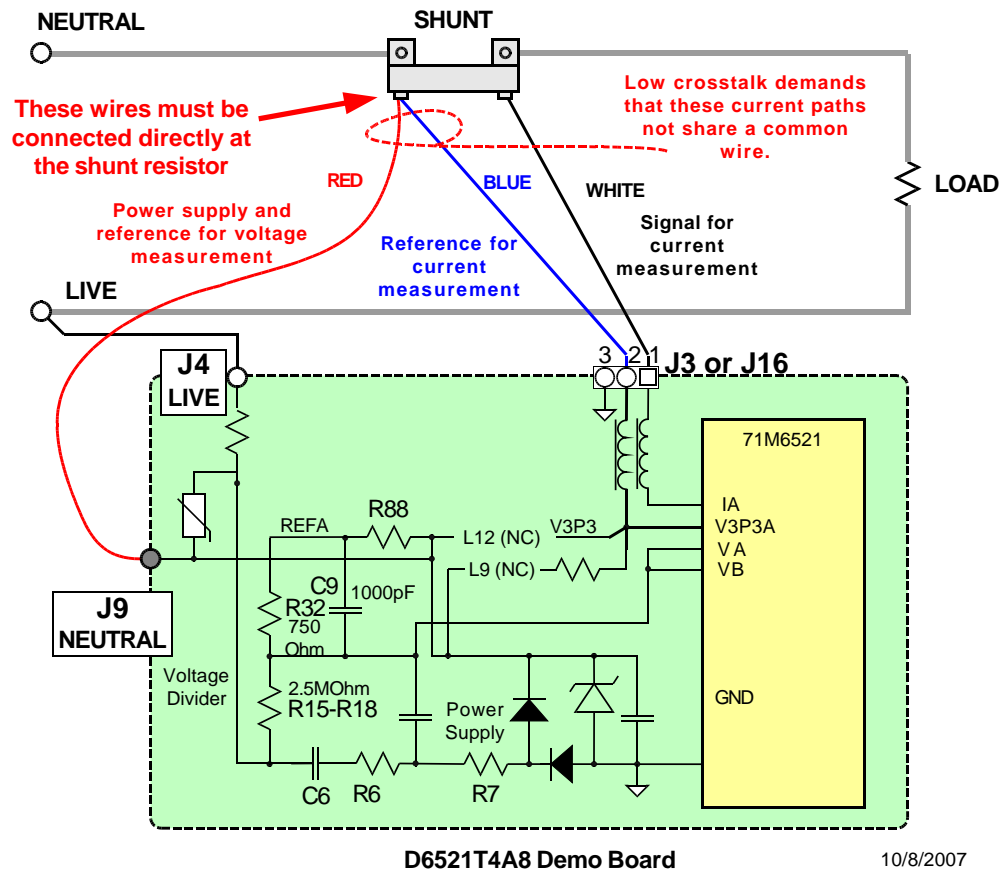 NEUTRAL
SHUNT
These wires must be
connected directly at
the shunt resistor
Low crosstalk demands
that these current paths
not share a common
wire.
RED
BLUE
WHITE
LOAD
Power supply and
reference for voltage
measurement
Reference for
current
measurement
Signal for
current
measurement
LIVE
J4
LIVE
3 2 1
J3 or J16
71M6521
R88
REFA
L12 (NC)
V3P3
IA
V3P3A
VA
VB
L9 (NC)
C9
1000pF
R32
750
Ohm
J9
NEUTRAL
Voltage
Divider
2.5MOhm
R15-R18
Power
Supply
GND
C6
R6
R7
D6521T4A8 Demo Board
10/8/2007